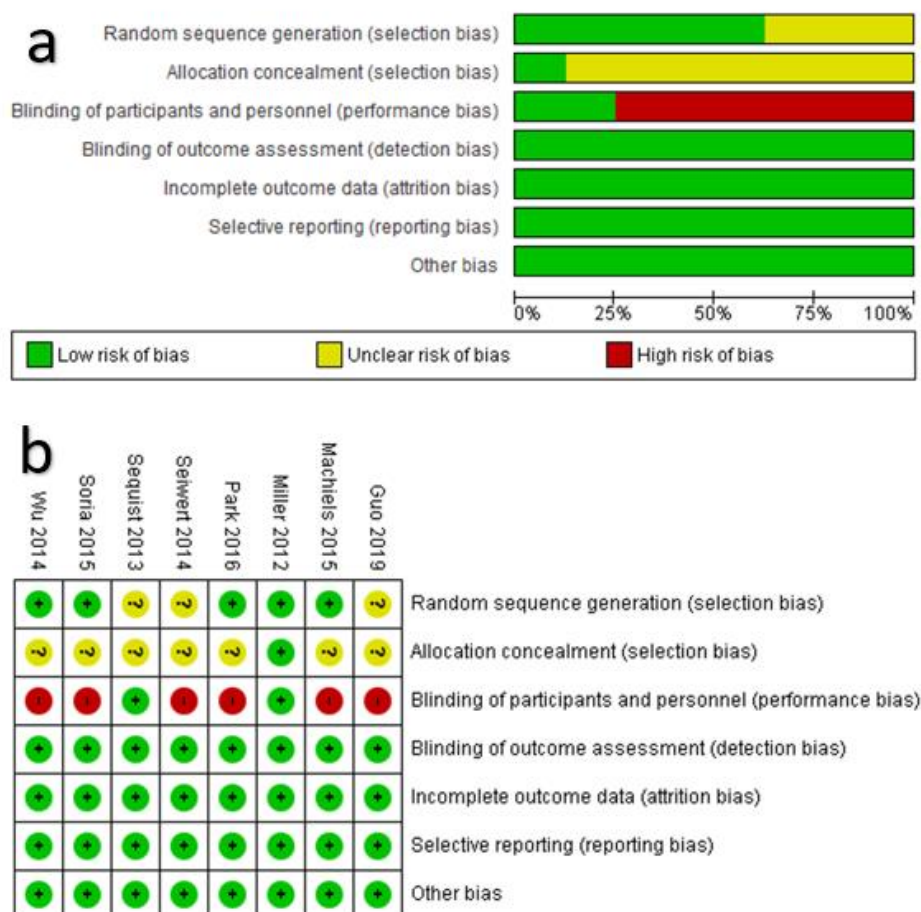 a
Random sequence generation (selection bias)
Allocation concealment (selection bias)
Blinding of participants and personnel (performance bias)
Blinding of outcome assessment (detection bias)
Incomplete outcome data (attrition bias)
Selective reporting (reporting bias)
Other bias
0% 25% 50% 75% 100%
Low risk of bias Unclear risk of bias High risk of bias
b
Wu 2014
Soria 2015
Sequist 2013
Seiwert 2014
Park 2016
Miller 2012
Machiels 2015
Guo 2019
+ + ? ? + + + ? Random sequence generation (selection bias)
? ? ? ? ? + ? ? Allocation concealment (selection bias)
- - + - - + - - Blinding of participants and personnel (performance bias)
+ + + + + + + + Blinding of outcome assessment (detection bias)
+ + + + + + + + Incomplete outcome data (attrition bias)
+ + + + + + + + Selective reporting (reporting bias)
+ + + + + + + + Other bias